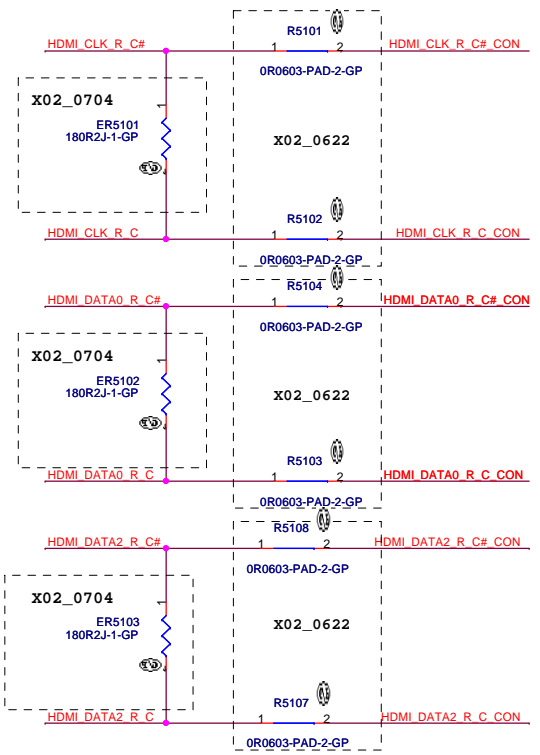 R5101
HDMI_CLK_R_C# 1 2 HDMI_CLK_R_C#_CON
0R0603-PAD-2-GP
X02_0704
1
ER5101
180R2J-1-GP
X02_0622
R5102
HDMI_CLK_R_C 1 2 HDMI_CLK_R_C_CON
0R0603-PAD-2-GP
R5104
HDMI_DATA0_R_C# 1 2 HDMI_DATA0_R_C#_CON
0R0603-PAD-2-GP
X02_0704
1
ER5102
180R2J-1-GP
X02_0622
R5103
HDMI_DATA0_R_C 1 2 HDMI_DATA0_R_C_CON
0R0603-PAD-2-GP
R5108
HDMI_DATA2_R_C# 1 2 HDMI_DATA2_R_C#_CON
0R0603-PAD-2-GP
X02_0704
1
ER5103
180R2J-1-GP
X02_0622
R5107
HDMI_DATA2_R_C 1 2 HDMI_DATA2_R_C_CON
0R0603-PAD-2-GP